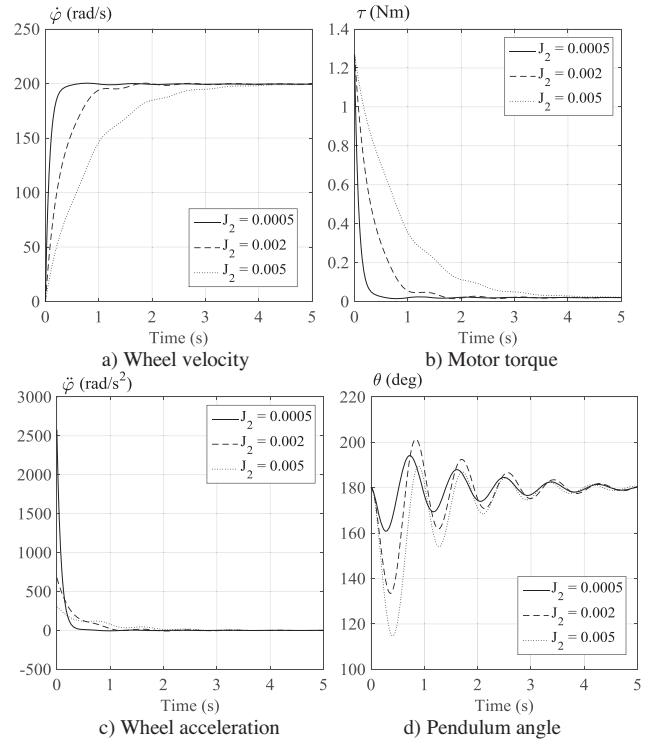 φ̇ (rad/s)
250
200
150
100
50
0
J₂ = 0.0005
J₂ = 0.002
J₂ = 0.005
0 1 2 3 4 5
Time (s)
a) Wheel velocity
τ (Nm)
1.4
1.2
1
0.8
0.6
0.4
0.2
0
J₂ = 0.0005
J₂ = 0.002
J₂ = 0.005
0 1 2 3 4 5
Time (s)
b) Motor torque
φ̈ (rad/s²)
3000
2500
2000
1500
1000
500
0
-500
J₂ = 0.0005
J₂ = 0.002
J₂ = 0.005
0 1 2 3 4 5
Time (s)
c) Wheel acceleration
θ (deg)
220
200
180
160
140
120
100
J₂ = 0.0005
J₂ = 0.002
J₂ = 0.005
0 1 2 3 4 5
Time (s)
d) Pendulum angle